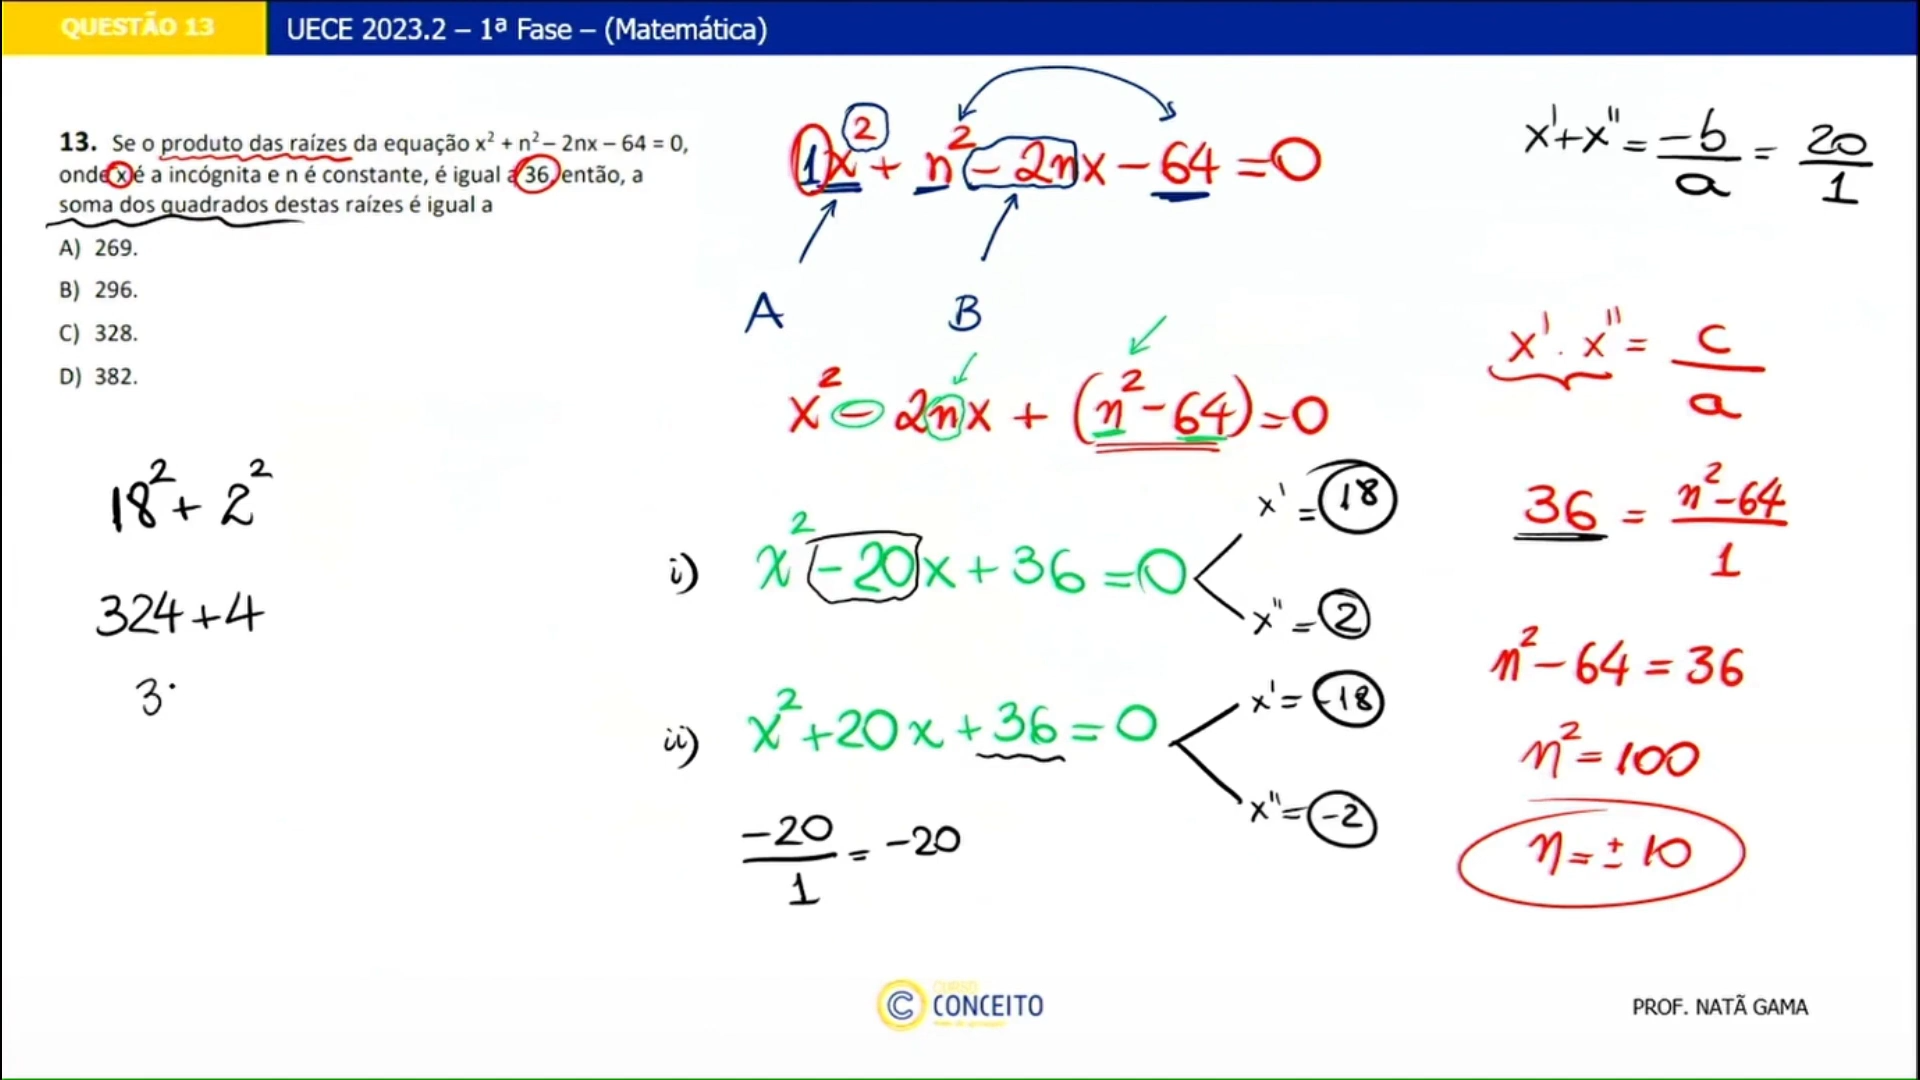 QUESTÃO 13
UECE 2023.2 – 1ª Fase – (Matemática)
13. Se o produto das raízes da equação x² + n² – 2nx – 64 = 0,
onde x é a incógnita e n é constante, é igual a 36, então, a
soma dos quadrados destas raízes é igual a
A) 269.
B) 296.
C) 328.
D) 382.
18² + 2²
324 + 4
3
1x² + n² – 2nx – 64 = 0
A
B
x² – 2nx + (n² – 64) = 0
i) x² – 20x + 36 = 0
x' = 18
x'' = 2
ii) x² + 20x + 36 = 0
x' = -18
x'' = -2
-20/1 = -20
x' + x'' = -b/a = 20/1
x' . x'' = c/a
36 = n² – 64/1
n² – 64 = 36
n² = 100
n = ± 10
C
CURSO
CONCEITO
PROF. NATÃ GAMA